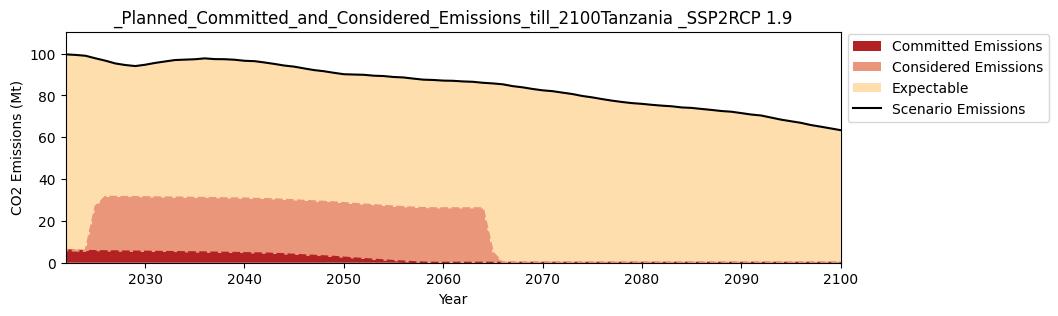 _Planned_Committed_and_Considered_Emissions_till_2100Tanzania _SSP2RCP 1.9
CO2 Emissions (Mt)
100
80
60
40
20
0
2030 2040 2050 2060 2070 2080 2090 2100
Year
Committed Emissions
Considered Emissions
Expectable
Scenario Emissions